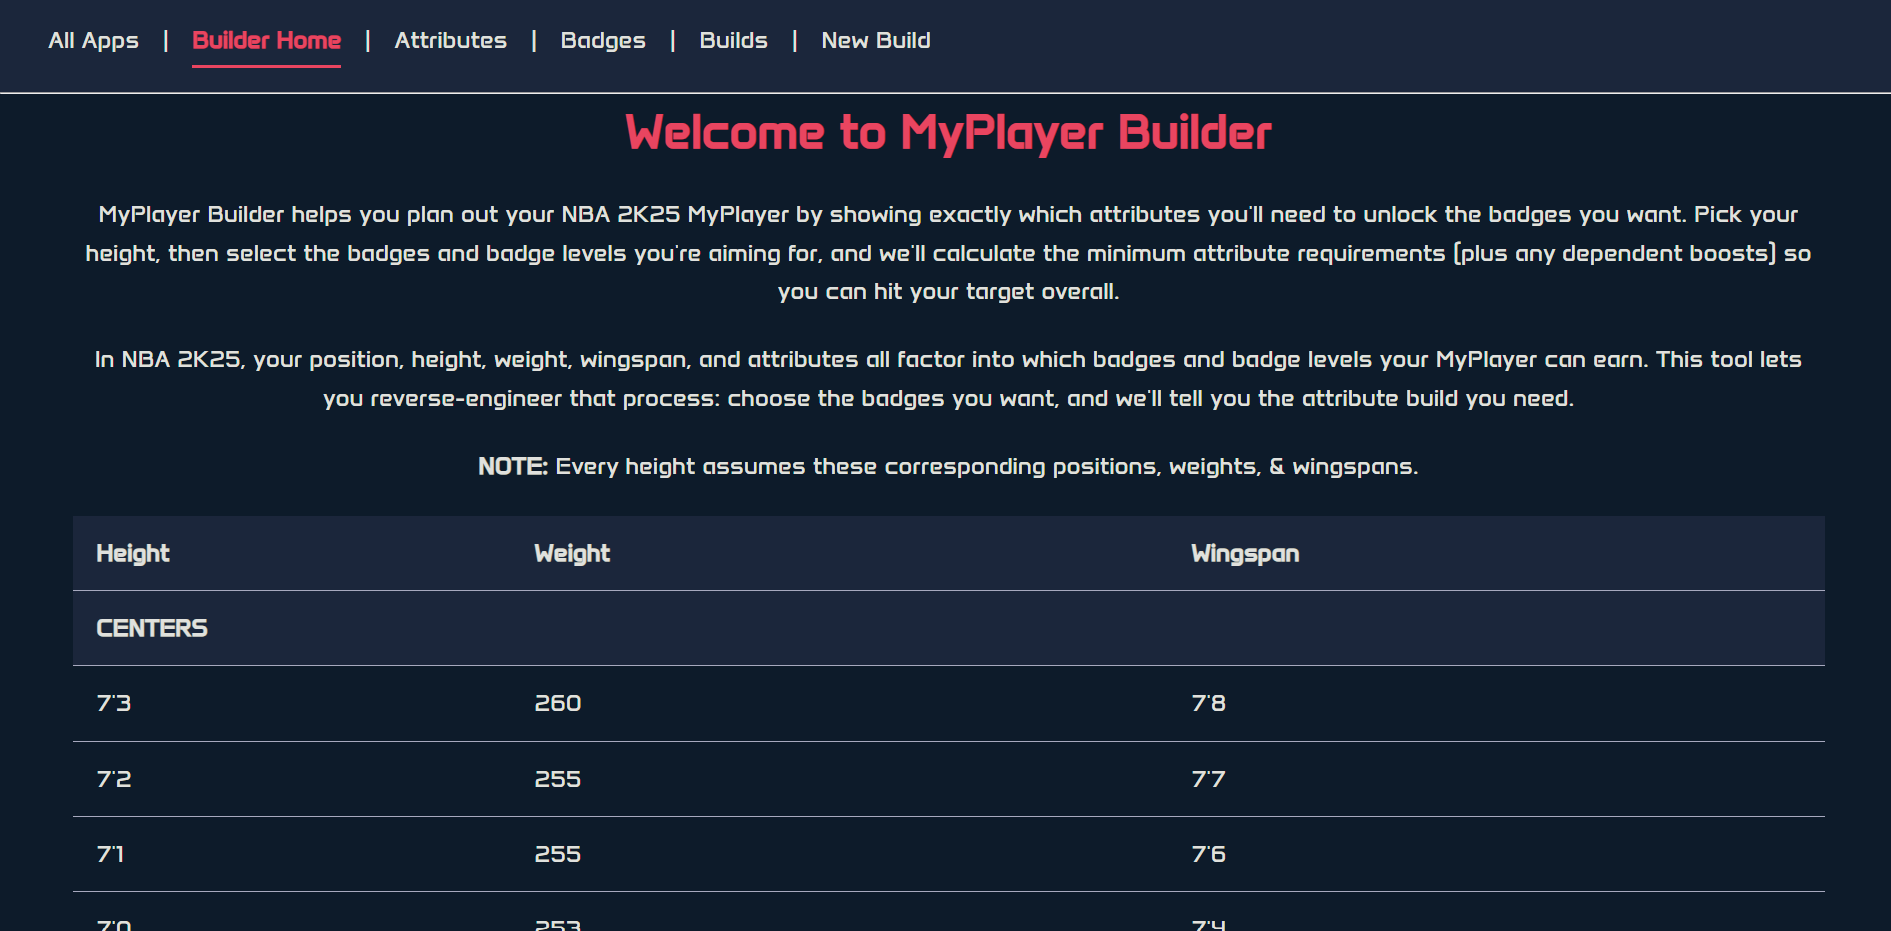 All Apps | Builder Home | Attributes | Badges | Builds | New Build
Welcome to MyPlayer Builder
MyPlayer Builder helps you plan out your NBA 2K25 MyPlayer by showing exactly which attributes you'll need to unlock the badges you want. Pick your
height, then select the badges and badge levels you're aiming for, and we'll calculate the minimum attribute requirements (plus any dependent boosts) so
you can hit your target overall.
In NBA 2K25, your position, height, weight, wingspan, and attributes all factor into which badges and badge levels your MyPlayer can earn. This tool lets
you reverse-engineer that process: choose the badges you want, and we'll tell you the attribute build you need.
NOTE: Every height assumes these corresponding positions, weights, & wingspans.
Height Weight Wingspan
CENTERS
7'3 260 7'8
7'2 255 7'7
7'1 255 7'6
7'0 253 7'4